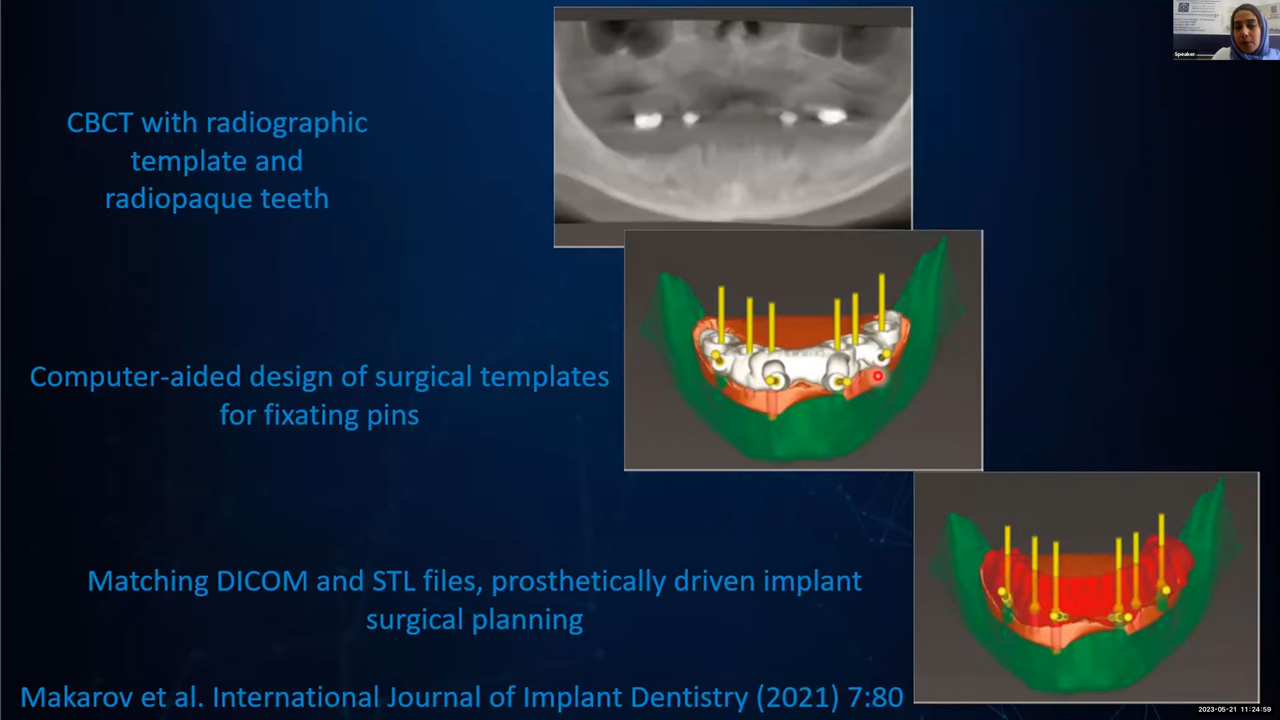 Speaker
CBCT with radiographic
template and
radiopaque teeth
Computer-aided design of surgical templates
for fixating pins
Matching DICOM and STL files, prosthetically driven implant
surgical planning
Makarov et al. International Journal of Implant Dentistry (2021) 7:80
2023-05-21 11:24:59